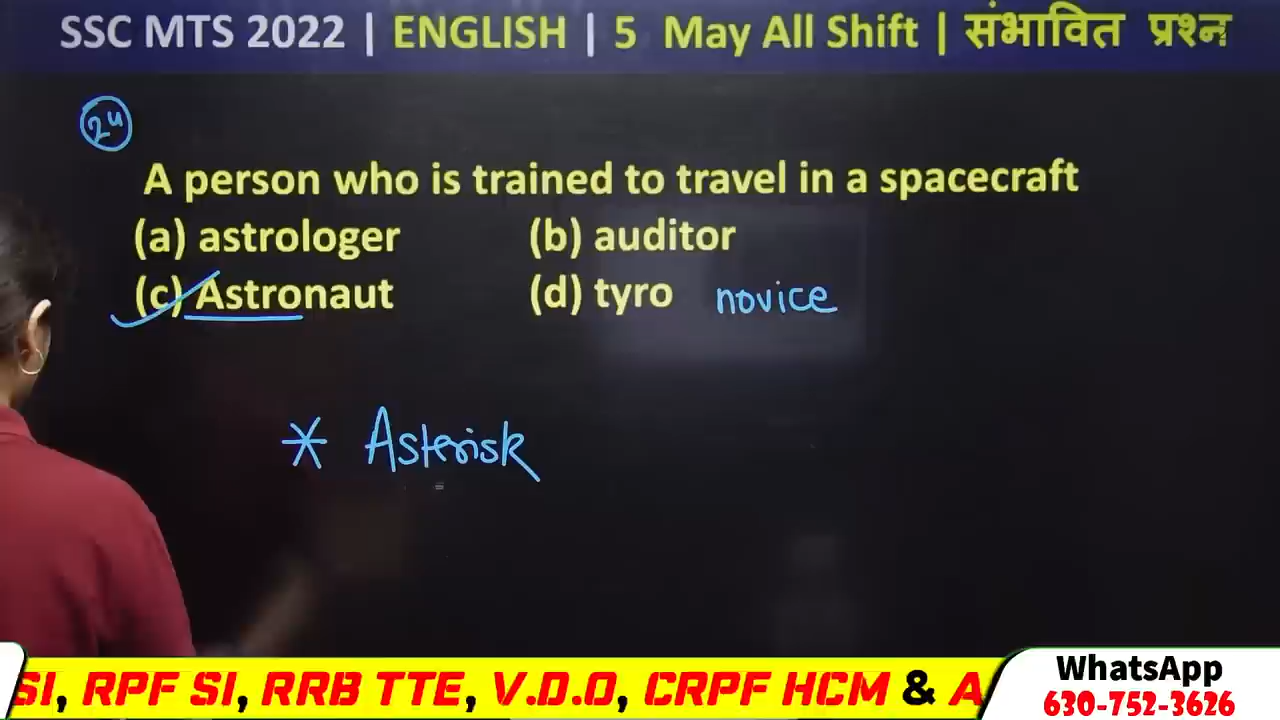 SSC MTS 2022 | ENGLISH | 5 May All Shift | संभावित प्रश्न
24
A person who is trained to travel in a spacecraft
(a) astrologer (b) auditor
(c) Astronaut (d) tyro novice
* Asterisk
SI, RPF SI, RRB TTE, V.D.O, CRPF HCM & A
WhatsApp
630-752-3626